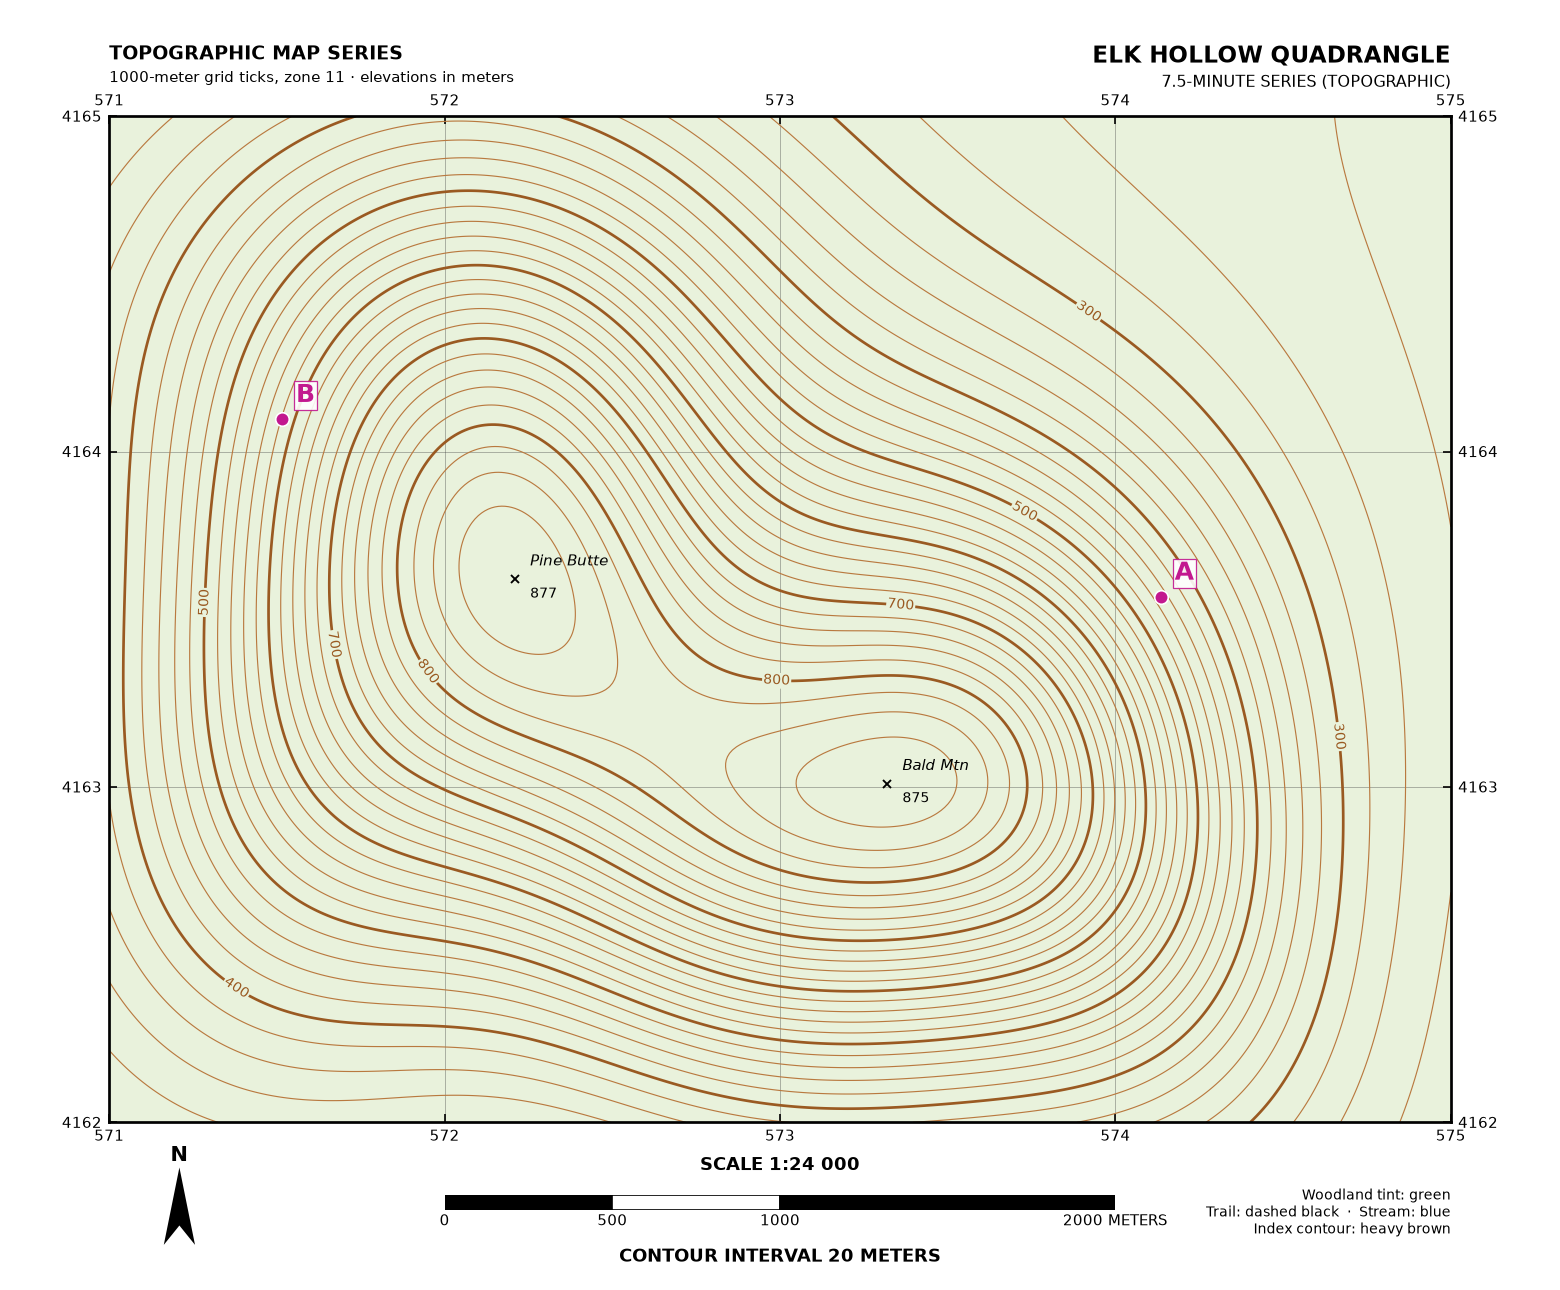 TOPOGRAPHIC MAP SERIES
ELK HOLLOW QUADRANGLE
1000-meter grid ticks, zone 11 · elevations in meters
7.5-MINUTE SERIES (TOPOGRAPHIC)
571 572 573 574 575
4165 4165
300
B
4164 4164
500
Pine Butte
A
877
500
700
700
800
800
300
Bald Mtn
4163 4163
875
400
4162 4162
571 572 573 574 575
N
SCALE 1:24 000
0 500 1000 2000 METERS
Woodland tint: green
Trail: dashed black · Stream: blue
Index contour: heavy brown
CONTOUR INTERVAL 20 METERS